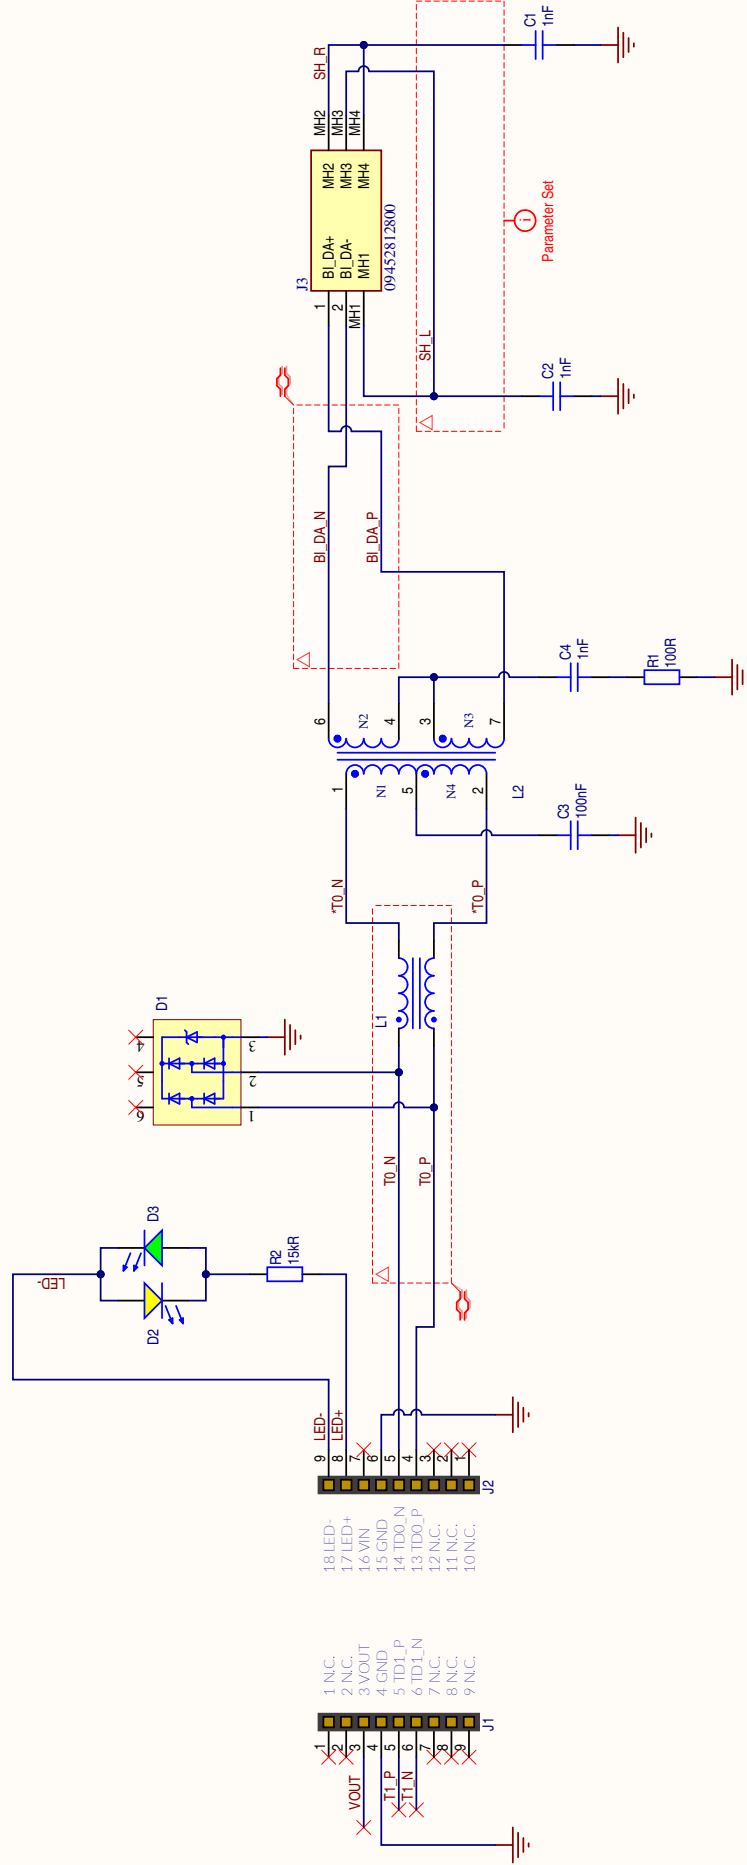 SH_R
C1
1nF
MH2
MH3
MH4
MH2
MH3
MH4
BI_DA+
BI_DA-
MH1
J3
09452812800
1
2
MH1
Parameter Set
SH_L
C2
1nF
BI_DA_N
BI_DA_P
6
N2
4
3
N3
7
C4
1nF
R1
100R
1
N1
5
N4
2
L2
C3
100nF
*T0_N
*T0_P
L1
D1
4
5
6
3
2
1
T0_N
T0_P
D3
D2
LED-
R2
15kR
LED-
LED+
9
8
7
6
5
4
3
2
1
J2
18 LED-
17 LED+
16 VIN
15 GND
14 TD0_N
13 TD0_P
12 N.C.
11 N.C.
10 N.C.
1 N.C.
2 N.C.
3 VOUT
4 GND
5 TD1_P
6 TD1_N
7 N.C.
8 N.C.
9 N.C.
J1
1
2
3
4
5
6
7
8
9
VOUT
T1_P
T1_N